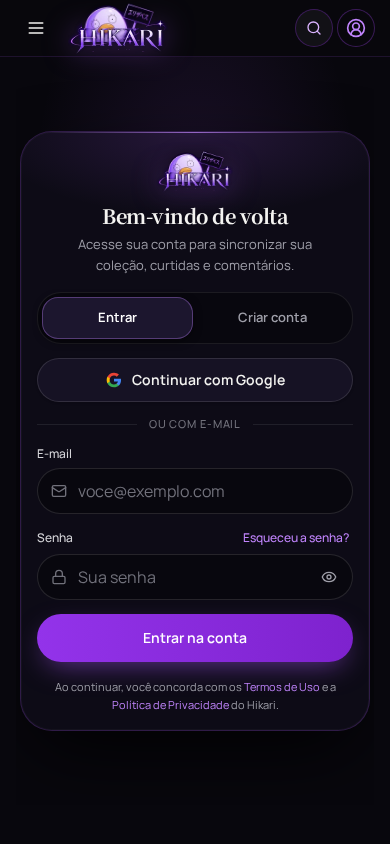 HIKARI
HIKARI
Bem-vindo de volta
Acesse sua conta para sincronizar sua
coleção, curtidas e comentários.
Entrar
Criar conta
Continuar com Google
OU COM E-MAIL
E-mail
voce@exemplo.com
Senha
Esqueceu a senha?
Sua senha
Entrar na conta
Ao continuar, você concorda com os Termos de Uso e a
Política de Privacidade do Hikari.